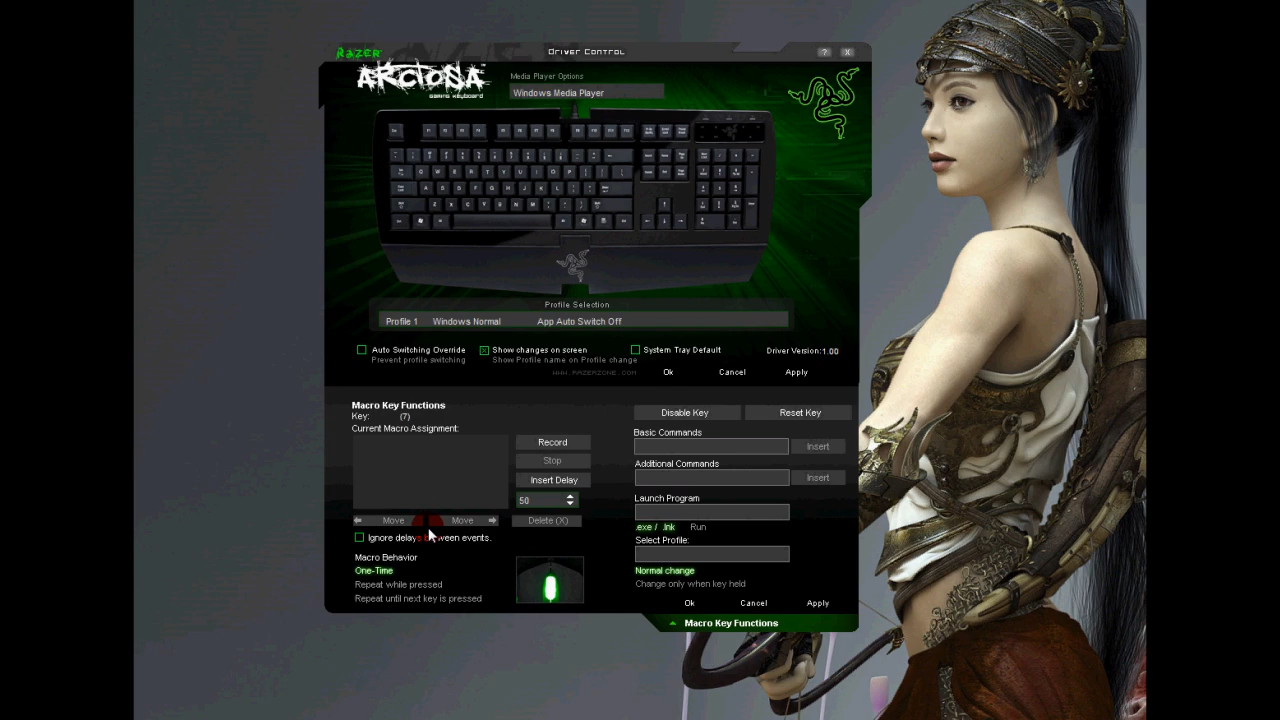 RAZER
Driver Control
? X
ARCTOSA™
gaming keyboard
Media Player Options
Windows Media Player
Profile Selection
Profile 1 Windows Normal App Auto Switch Off
Auto Switching Override
Prevent profile switching
Show changes on screen
Show Profile name on Profile change
System Tray Default
Driver Version:1.00
WWW.RAZERZONE.COM
Ok Cancel Apply
Macro Key Functions
Key: (7)
Current Macro Assignment:
Record
Stop
Insert Delay
50
Move Move Delete (X)
Ignore delays between events.
Macro Behavior
One-Time
Repeat while pressed
Repeat until next key is pressed
Disable Key Reset Key
Basic Commands
Insert
Additional Commands
Insert
Launch Program
.exe / .lnk Run
Select Profile:
Normal change
Change only when key held
Ok Cancel Apply
Macro Key Functions